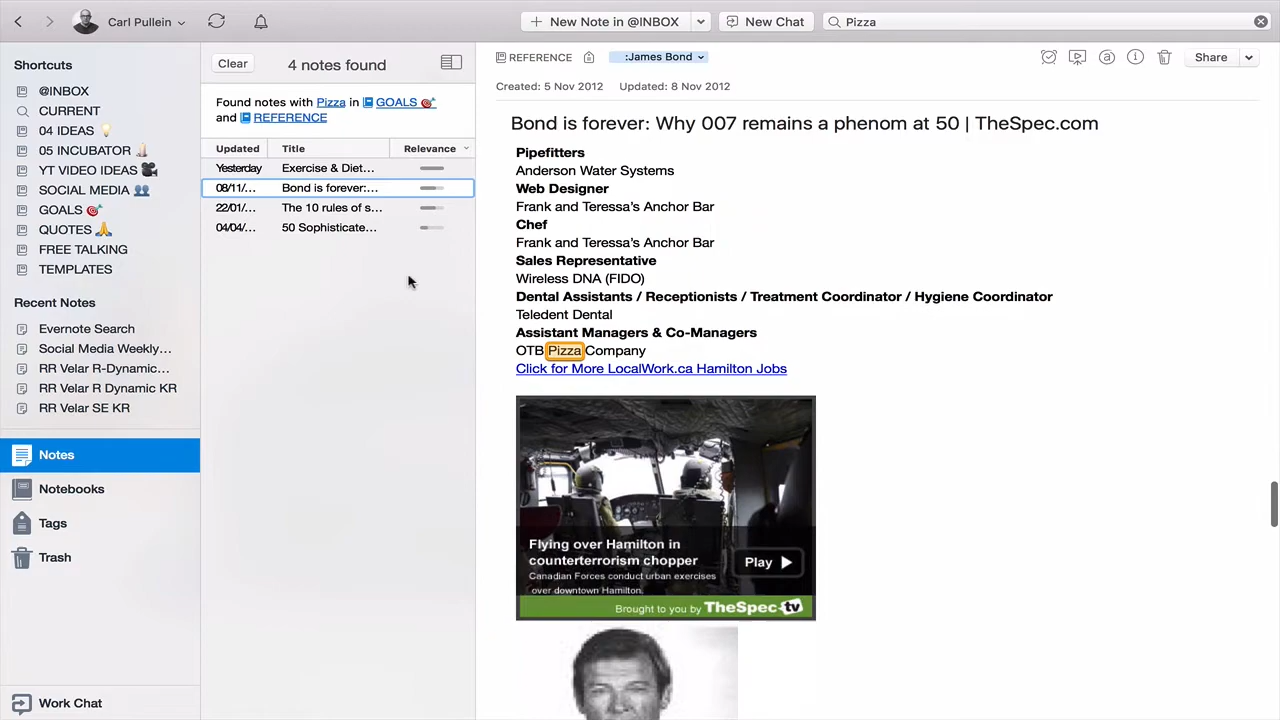 Carl Pullein
New Note in @INBOX
New Chat
Pizza
Shortcuts
@INBOX
CURRENT
04 IDEAS 💡
05 INCUBATOR
YT VIDEO IDEAS 🎥
SOCIAL MEDIA 👥
GOALS 🎯
QUOTES 🙏
FREE TALKING
TEMPLATES
Recent Notes
Evernote Search
Social Media Weekly…
RR Velar R-Dynamic…
RR Velar R Dynamic KR
RR Velar SE KR
Notes
Notebooks
Tags
Trash
Work Chat
Clear
4 notes found
Found notes with Pizza in GOALS 🎯
and REFERENCE
Updated Title Relevance
Yesterday Exercise & Diet…
08/11/… Bond is forever:…
22/01/… The 10 rules of s…
04/04/… 50 Sophisticate…
REFERENCE
:James Bond
Share
Created: 5 Nov 2012 Updated: 8 Nov 2012
Bond is forever: Why 007 remains a phenom at 50 | TheSpec.com
Pipefitters
Anderson Water Systems
Web Designer
Frank and Teressa’s Anchor Bar
Chef
Frank and Teressa’s Anchor Bar
Sales Representative
Wireless DNA (FIDO)
Dental Assistants / Receptionists / Treatment Coordinator / Hygiene Coordinator
Teledent Dental
Assistant Managers & Co-Managers
OTB Pizza Company
Click for More LocalWork.ca Hamilton Jobs
Flying over Hamilton in
counterterrorism chopper
Canadian Forces conduct urban exercises
over downtown Hamilton.
Play
Brought to you by TheSpec tv